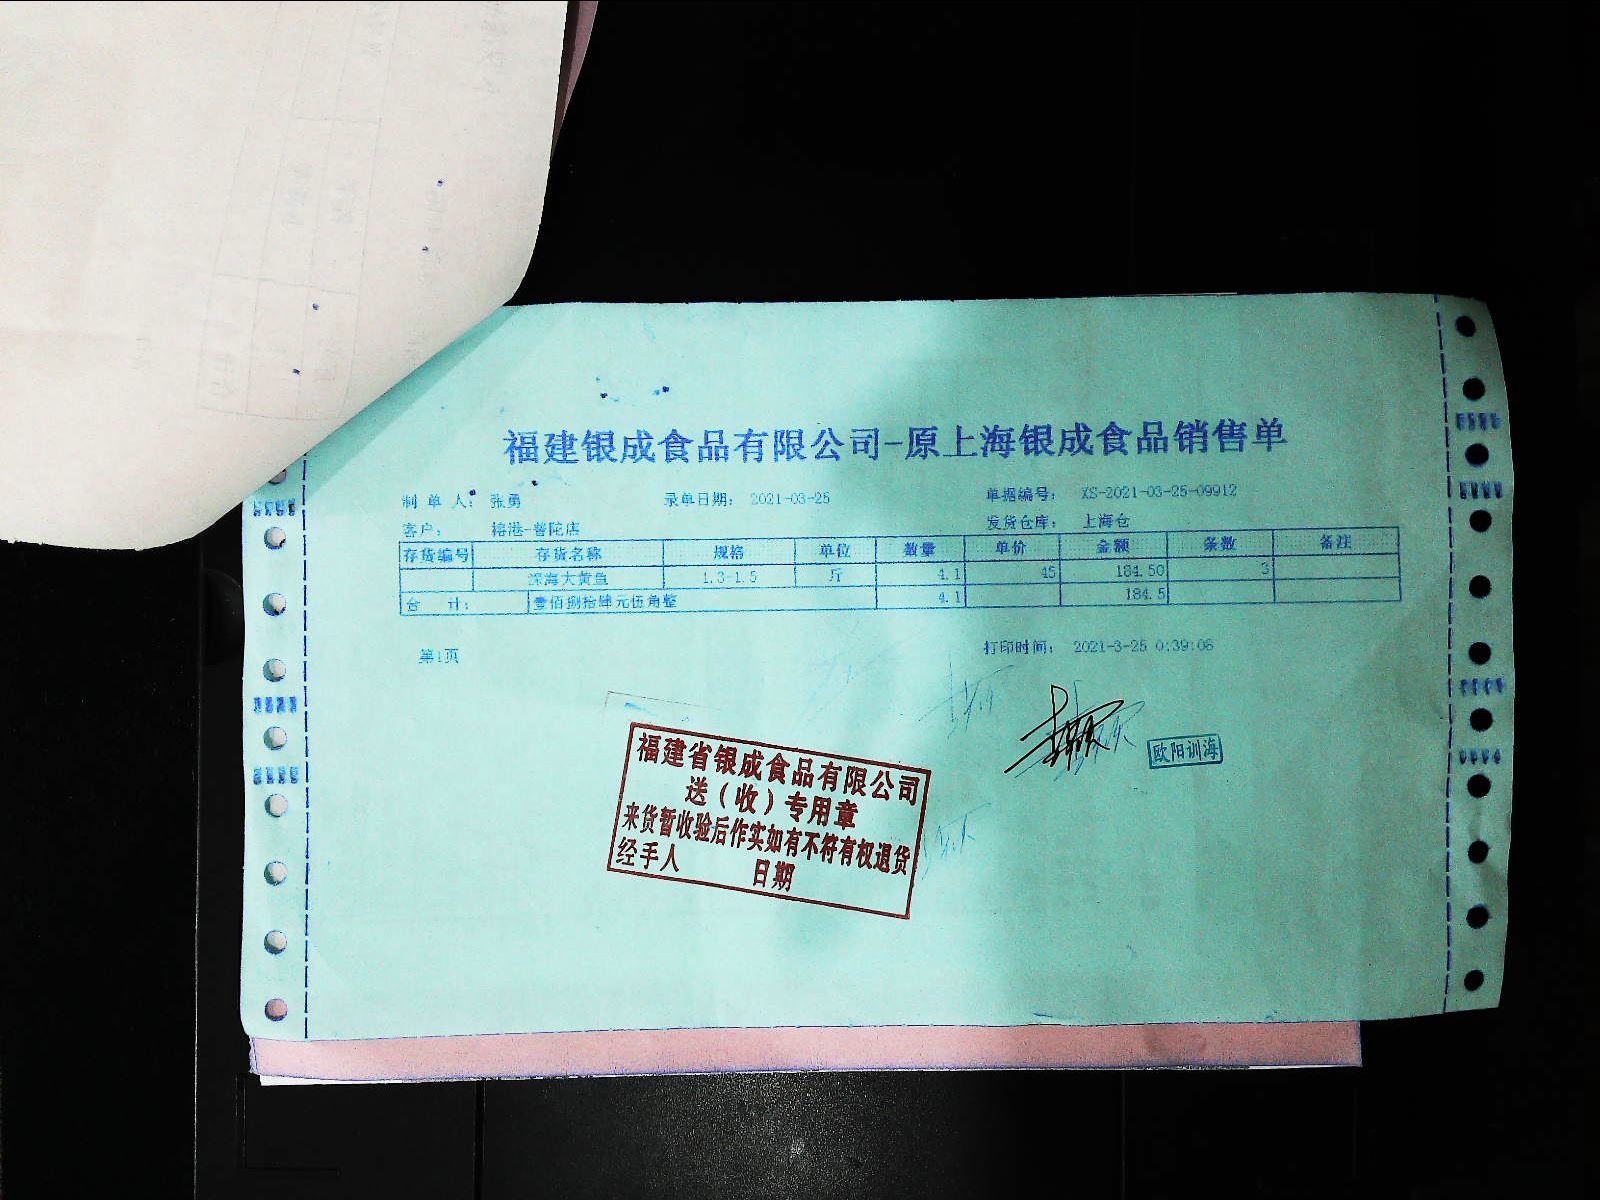 福建银成食品有限公司-原上海银成食品销售单
制 单 人： 张勇 录单日期： 2021-03-25 单据编号： XS-2021-03-25-09912
客户： 榕港-普陀店 发货仓库： 上海仓
存货编号 存货名称 规格 单位 数量 单价 金额 条数 备注
深海大黄鱼 1.3-1.5 斤 4.1 45 184.50 3
合 计： 壹佰捌拾肆元伍角整 4.1 184.5
第1页 打印时间： 2021-3-25 0:39:06
福建省银成食品有限公司
送（收）专用章
来货暂收验后作实如有不符有权退货
经手人 日期
欧阳训海